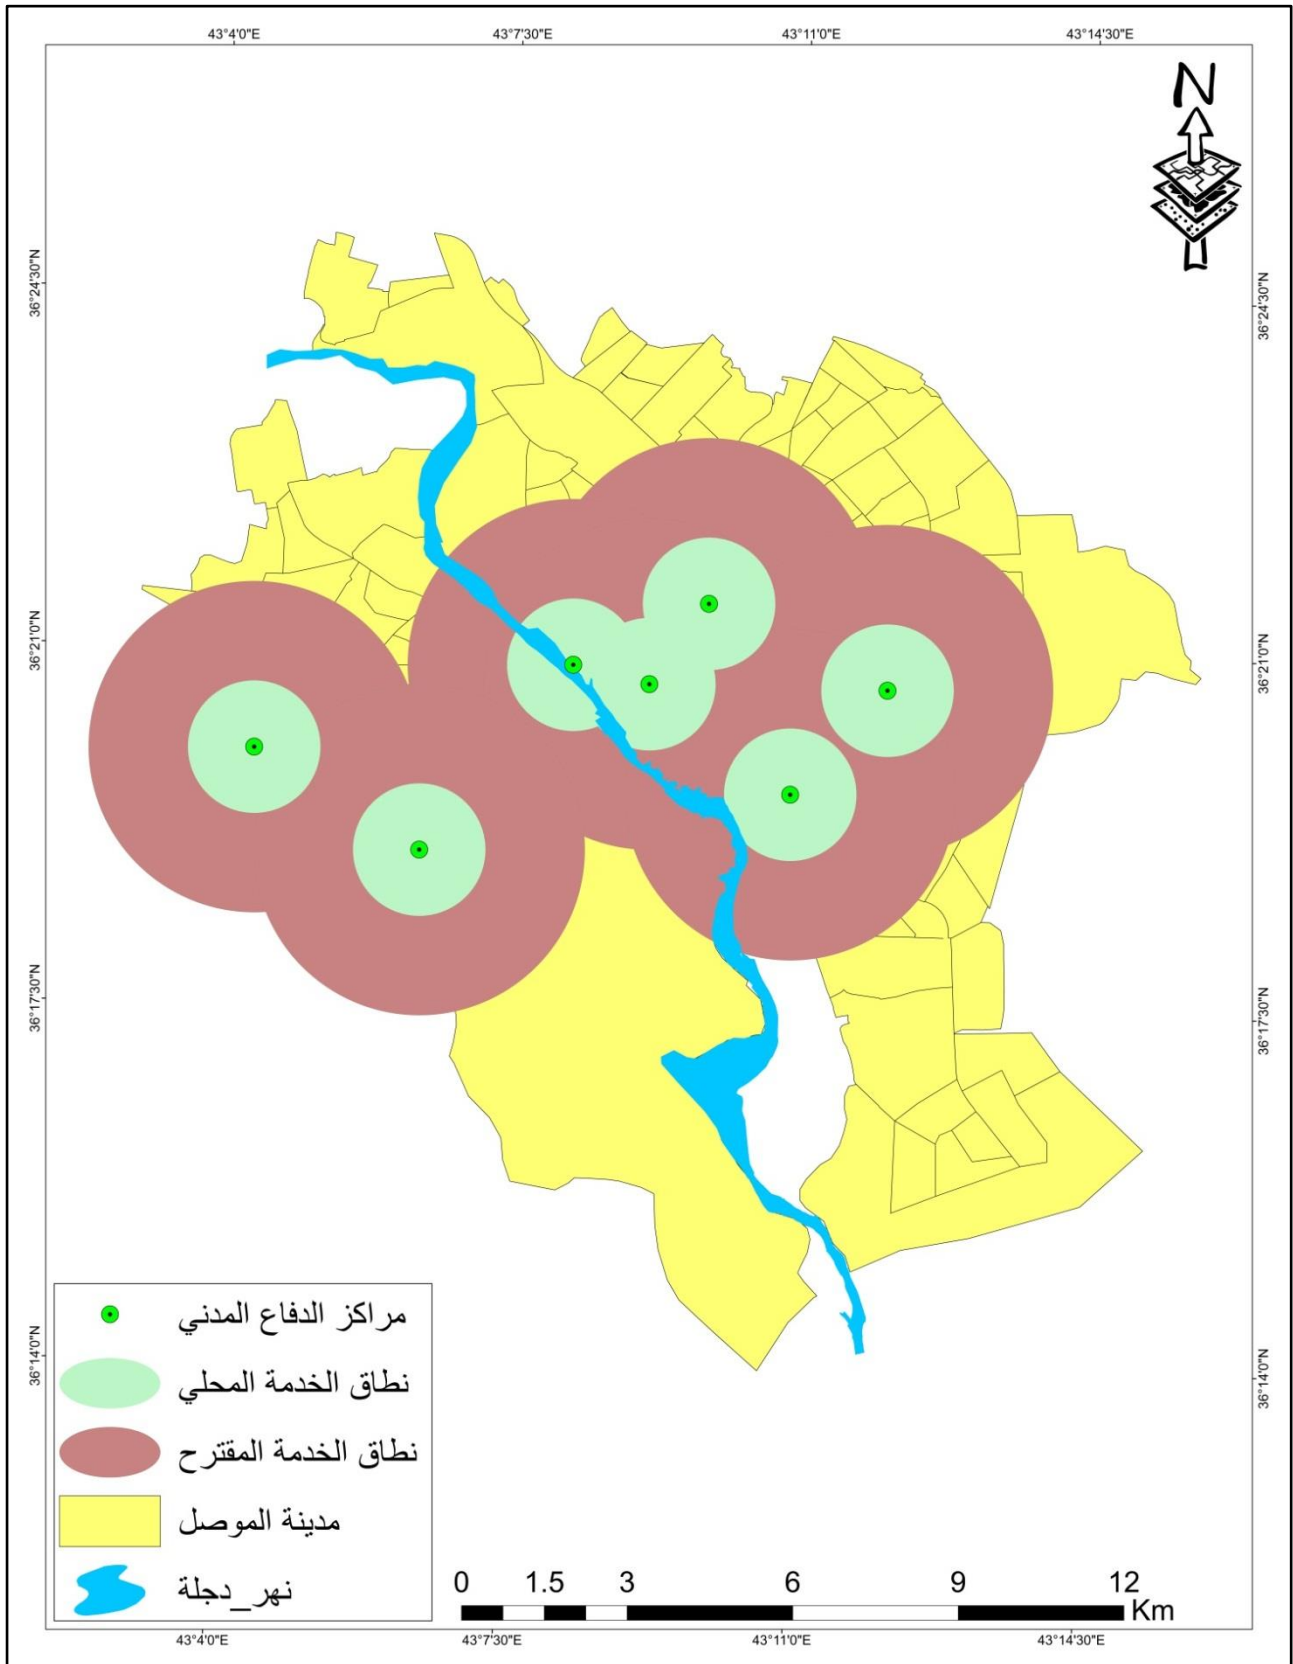 43°4'0"E
43°7'30"E
43°11'0"E
43°14'30"E
N
36°24'30"N
36°24'30"N
36°21'0"N
36°21'0"N
36°17'30"N
36°17'30"N
36°14'0"N
36°14'0"N
مراكز الدفاع المدني
نطاق الخدمة المحلي
نطاق الخدمة المقترح
مدينة الموصل
نهر_دجلة
0 1.5 3 6 9 12
Km
43°4'0"E
43°7'30"E
43°11'0"E
43°14'30"E